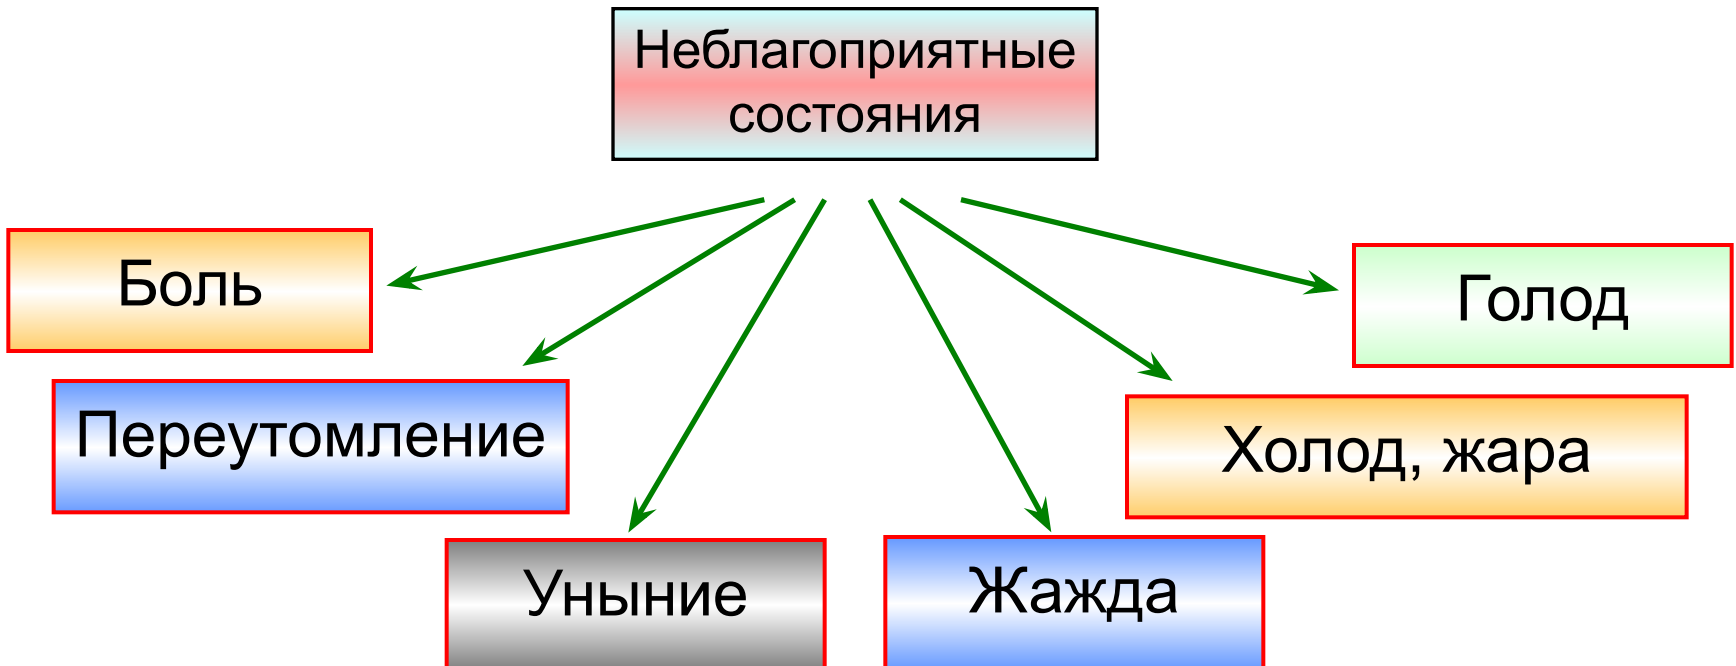 Неблагоприятные
состояния
Боль
Голод
Переутомление
Холод, жара
Уныние
Жажда